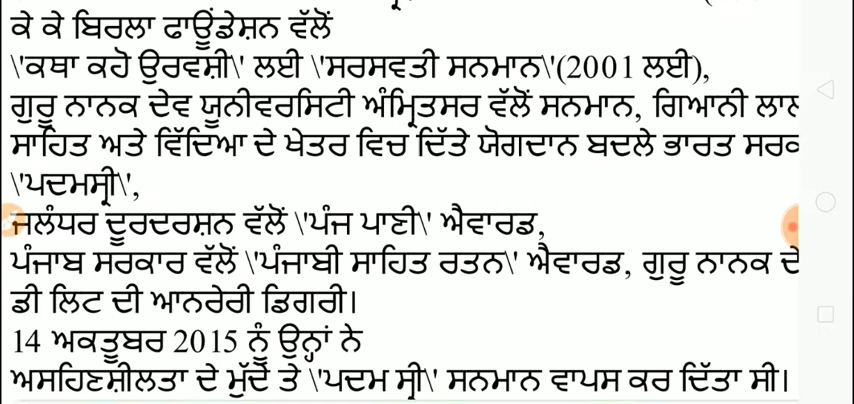 ਕੇ ਕੇ ਬਿਰਲਾ ਫਾਊਂਡੇਸ਼ਨ ਵੱਲੋਂ
\'ਕਥਾ ਕਹੋ ਉਰਵਸ਼ੀ\' ਲਈ \'ਸਰਸਵਤੀ ਸਨਮਾਨ\'(2001 ਲਈ),
ਗੁਰੂ ਨਾਨਕ ਦੇਵ ਯੂਨੀਵਰਸਿਟੀ ਅੰਮ੍ਰਿਤਸਰ ਵੱਲੋਂ ਸਨਮਾਨ, ਗਿਆਨੀ
ਸਾਹਿਤ ਅਤੇ ਵਿੱਦਿਆ ਦੇ ਖੇਤਰ ਵਿਚ ਦਿੱਤੇ ਯੋਗਦਾਨ ਬਦਲੇ ਭਾਰਤ
\'ਪਦਮਸ੍ਰੀ\',
ਜਲੰਧਰ ਦੂਰਦਰਸ਼ਨ ਵੱਲੋਂ \'ਪੰਜ ਪਾਣੀ\' ਐਵਾਰਡ,
ਪੰਜਾਬ ਸਰਕਾਰ ਵੱਲੋਂ \'ਪੰਜਾਬੀ ਸਾਹਿਤ ਰਤਨ\' ਐਵਾਰਡ, ਗੁਰੂ ਨਾਨਕ
ਡੀ ਲਿਟ ਦੀ ਆਨਰੇਰੀ ਡਿਗਰੀ।
14 ਅਕਤੂਬਰ 2015 ਨੂੰ ਉਨ੍ਹਾਂ ਨੇ
ਅਸਹਿਣਸ਼ੀਲਤਾ ਦੇ ਮੁੱਦੇ ਤੇ \'ਪਦਮ ਸ੍ਰੀ\' ਸਨਮਾਨ ਵਾਪਸ ਕਰ ਦਿੱਤਾ ਸੀ।